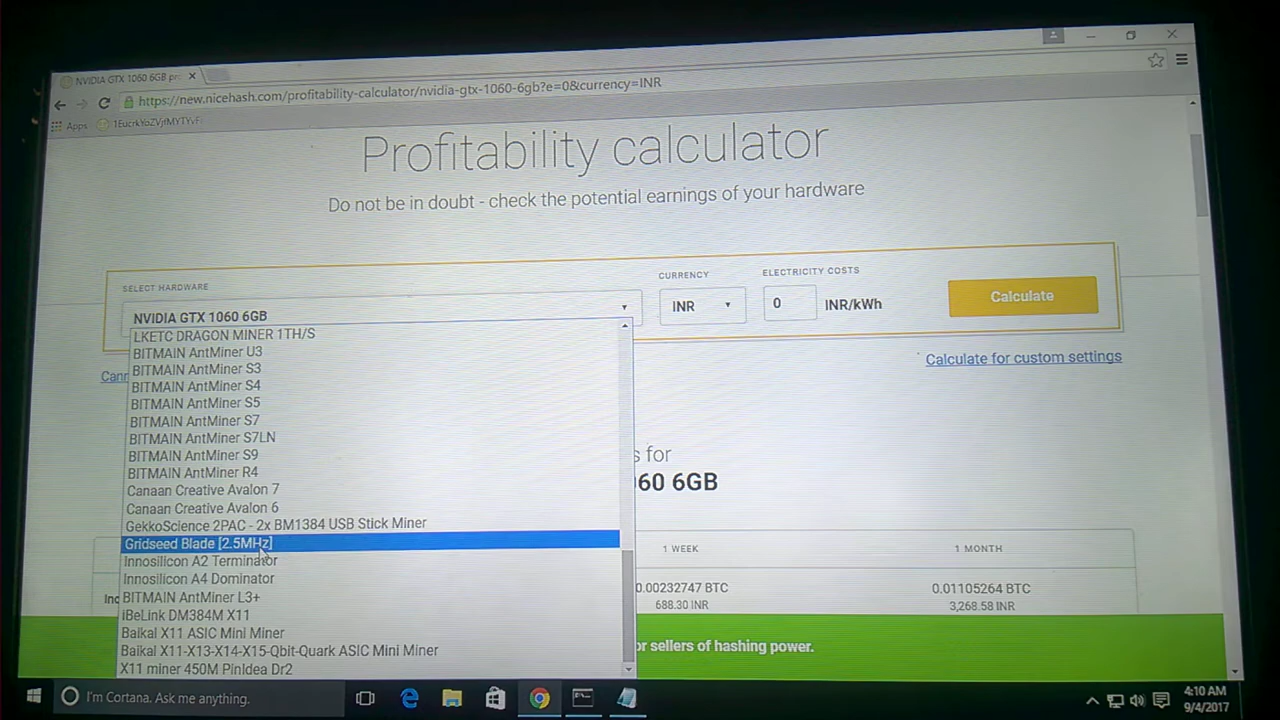 NVIDIA GTX 1060 6GB pr
https://new.nicehash.com/profitability-calculator/nvidia-gtx-1060-6gb?e=0&currency=INR
Apps
Profitability calculator
Do not be in doubt - check the potential earnings of your hardware
SELECT HARDWARE
CURRENCY
ELECTRICITY COSTS
NVIDIA GTX 1060 6GB
INR
0
INR/kWh
Calculate
LKETC DRAGON MINER 1TH/S
BITMAIN AntMiner U3
BITMAIN AntMiner S3
BITMAIN AntMiner S4
BITMAIN AntMiner S5
BITMAIN AntMiner S7
BITMAIN AntMiner S7LN
BITMAIN AntMiner S9
BITMAIN AntMiner R4
Canaan Creative Avalon 7
Canaan Creative Avalon 6
GekkoScience 2PAC - 2x BM1384 USB Stick Miner
Gridseed Blade [2.5MHz]
Innosilicon A2 Terminator
Innosilicon A4 Dominator
BITMAIN AntMiner L3+
iBeLink DM384M X11
Baikal X11 ASIC Mini Miner
Baikal X11-X13-X14-X15-Qbit-Quark ASIC Mini Miner
X11 miner 450M PinIdea Dr2
Cann
Calculate for custom settings
s for
060 6GB
1 WEEK
1 MONTH
Inc
0.00232747 BTC
0.01105264 BTC
688.30 INR
3,268.58 INR
or sellers of hashing power.
I'm Cortana. Ask me anything.
4:10 AM
9/4/2017